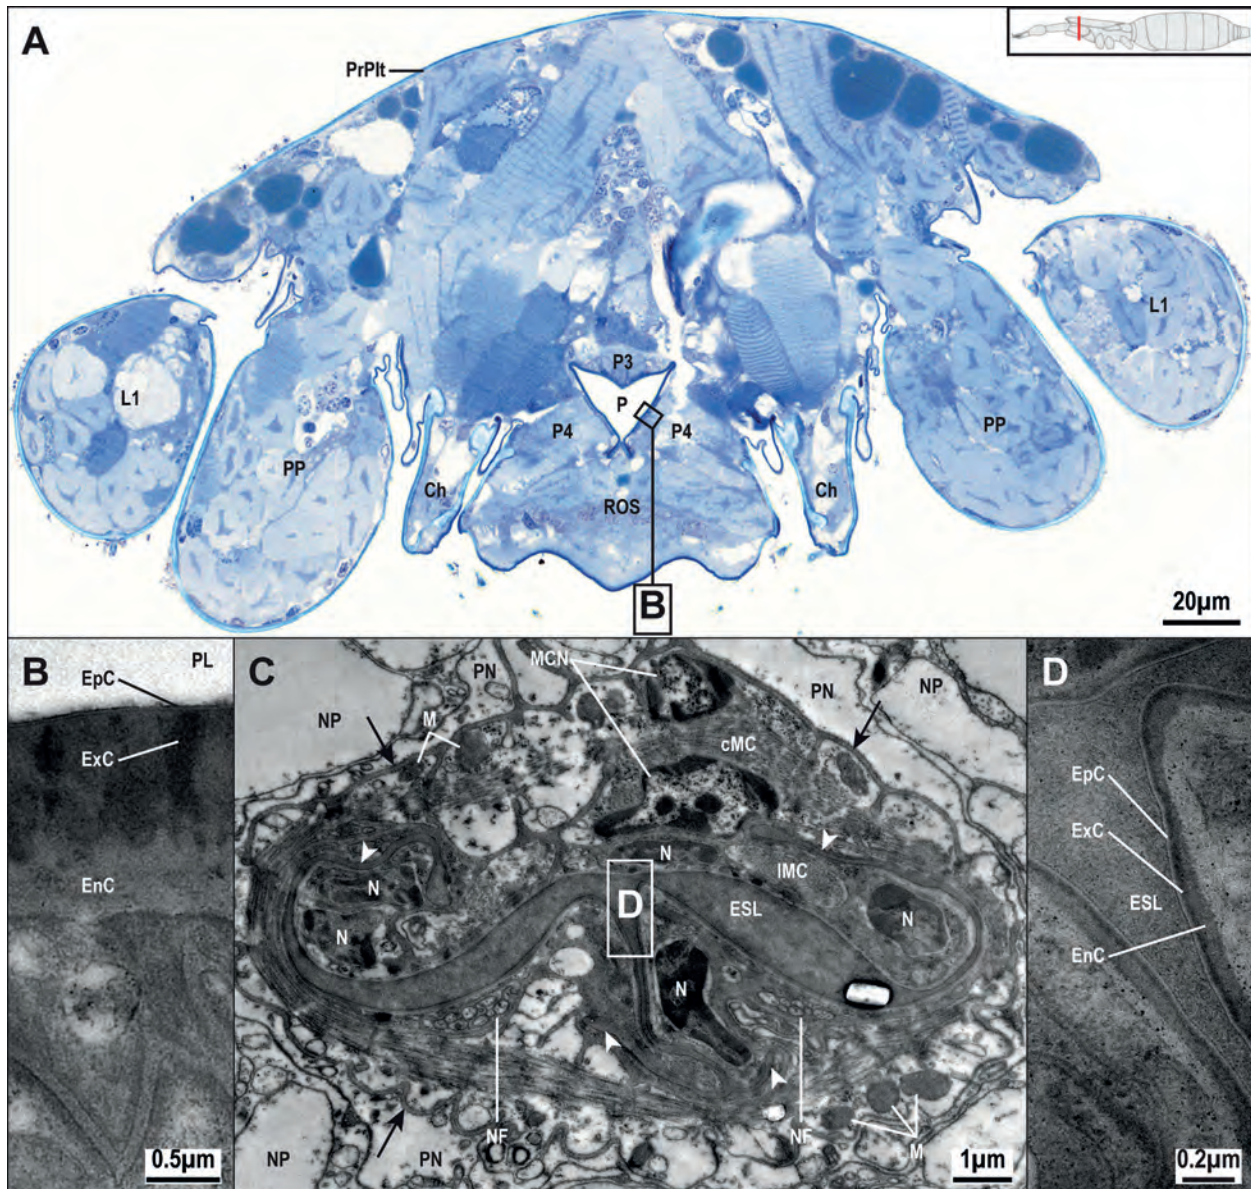 A
PrPlt
L1
P3
P
L1
P4
P4
PP
PP
Ch
Ch
ROS
B
20µm
B
PL
EpC
ExC
EnC
0.5µm
C
MCN
PN
PN
NP
NP
M
cMC
N
lMC
N
D
ESL
N
N
N
NF
NF
M
NP
PN
1µm
D
EpC
ExC
ESL
EnC
0.2µm